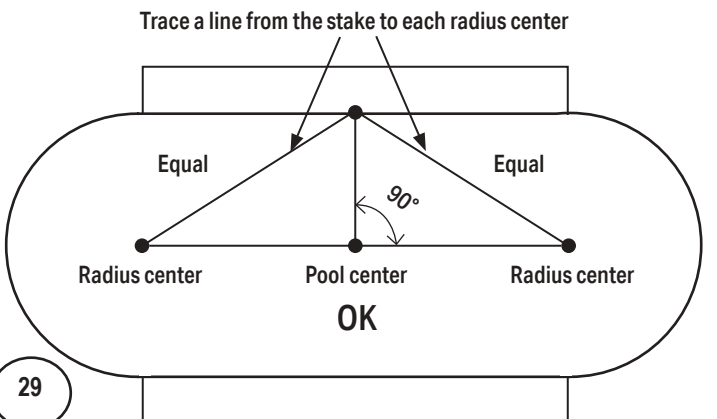 Trace a line from the stake to each radius center
Equal
Equal
90°
Radius center
Pool center
Radius center
OK
29